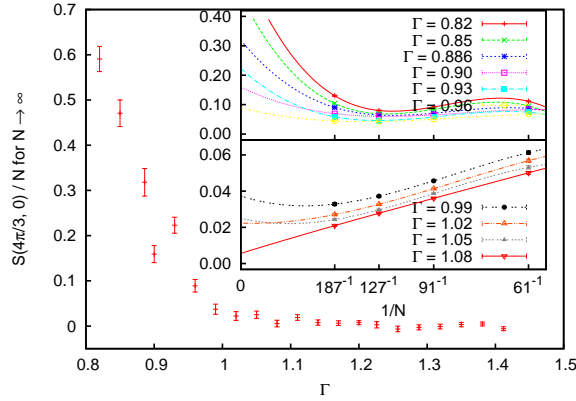 S(4π/3, 0) / N for N → ∞
0.7
0.6
0.5
0.4
0.3
0.2
0.1
0
0.8
0.9
1
1.1
1.2
1.3
1.4
1.5
Γ
0.40
0.30
0.20
0.10
0.00
Γ = 0.82
Γ = 0.85
Γ = 0.886
Γ = 0.90
Γ = 0.93
Γ = 0.96
0.06
0.04
0.02
0.00
Γ = 0.99
Γ = 1.02
Γ = 1.05
Γ = 1.08
0
187⁻¹
127⁻¹
91⁻¹
61⁻¹
1/N